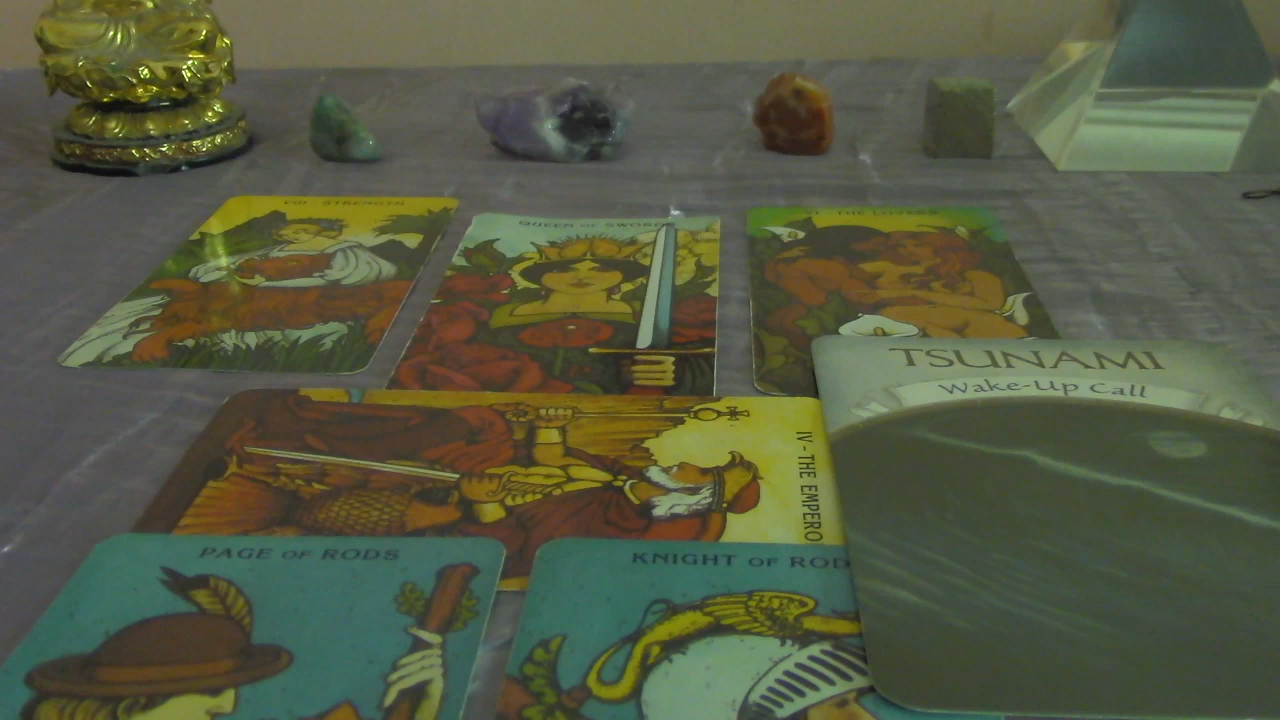 VIII STRENGTH
QUEEN OF SWORDS
VI - THE LOVERS
TSUNAMI
Wake-Up Call
IV - THE EMPERO
PAGE OF RODS
KNIGHT OF ROD